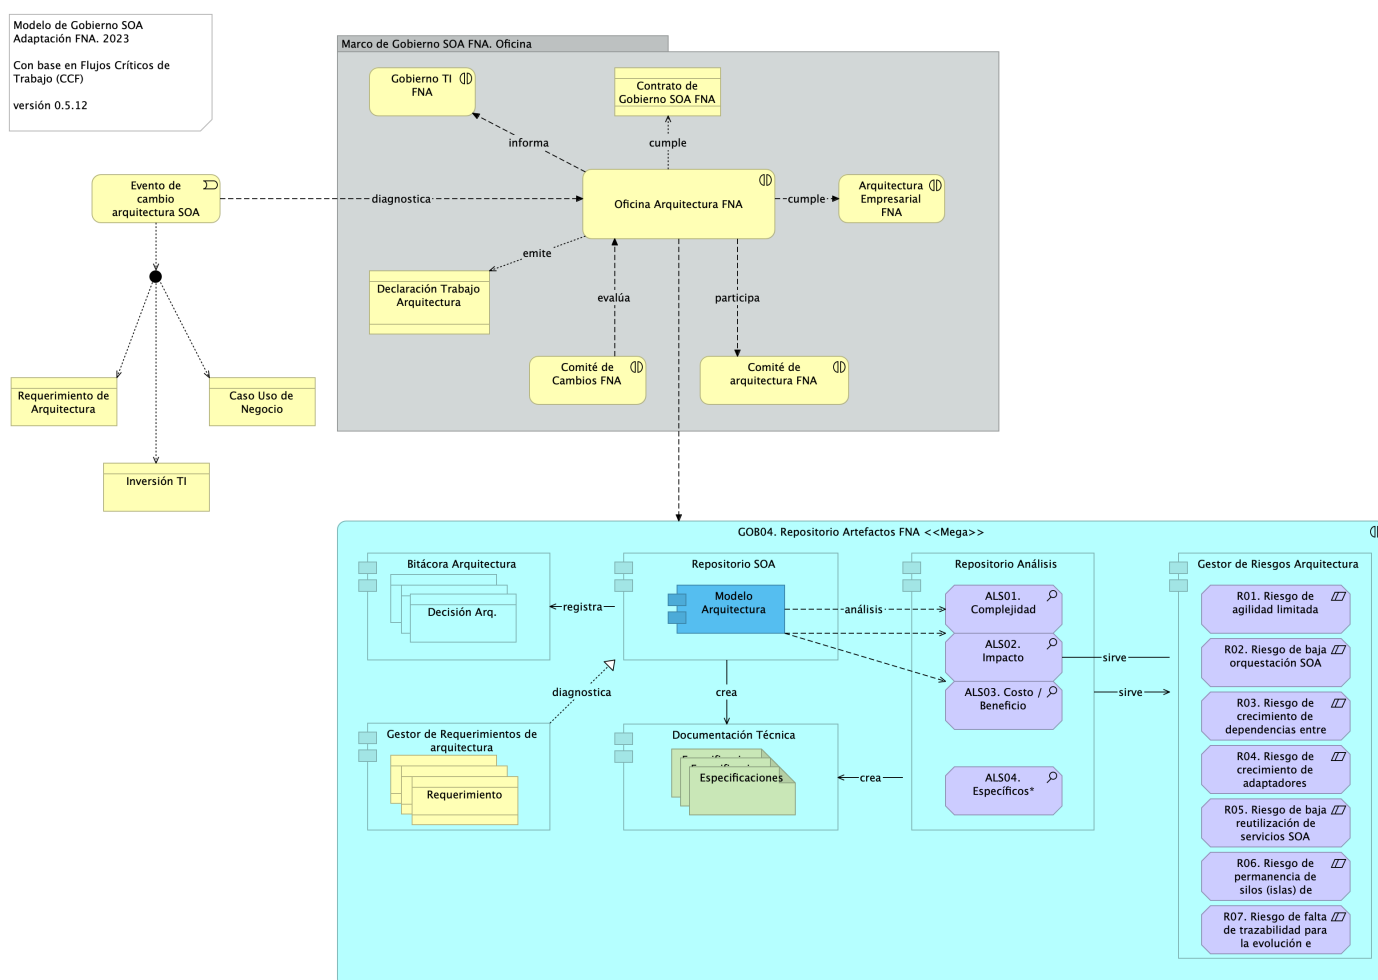 Modelo de Gobierno SOA
Adaptación FNA. 2023
Con base en Flujos Críticos de
Trabajo (CCF)
versión 0.5.12
Marco de Gobierno SOA FNA. Oficina
Gobierno TI
FNA
Contrato de
Gobierno SOA FNA
informa
cumple
Evento de
cambio
arquitectura SOA
diagnostica
Oficina Arquitectura FNA
cumple
Arquitectura
Empresarial
FNA
emite
Declaración Trabajo
Arquitectura
evalúa
participa
Comité de
Cambios FNA
Comité de
arquitectura FNA
Requerimiento de
Arquitectura
Caso Uso de
Negocio
Inversión TI
GOB04. Repositorio Artefactos FNA <<Mega>>
Bitácora Arquitectura
Decisión Arq.
registra
Repositorio SOA
Modelo
Arquitectura
análisis
Repositorio Análisis
ALS01.
Complejidad
ALS02.
Impacto
ALS03. Costo /
Beneficio
ALS04.
Específicos*
sirve
sirve
diagnostica
crea
crea
Gestor de Requerimientos de
arquitectura
Requerimiento
Documentación Técnica
Especificaciones
Gestor de Riesgos Arquitectura
R01. Riesgo de
agilidad limitada
R02. Riesgo de baja
orquestación SOA
R03. Riesgo de
crecimiento de
dependencias entre
R04. Riesgo de
crecimiento de
adaptadores
R05. Riesgo de baja
reutilización de
servicios SOA
R06. Riesgo de
permanencia de
silos (islas) de
R07. Riesgo de falta
de trazabilidad para
la evolución e